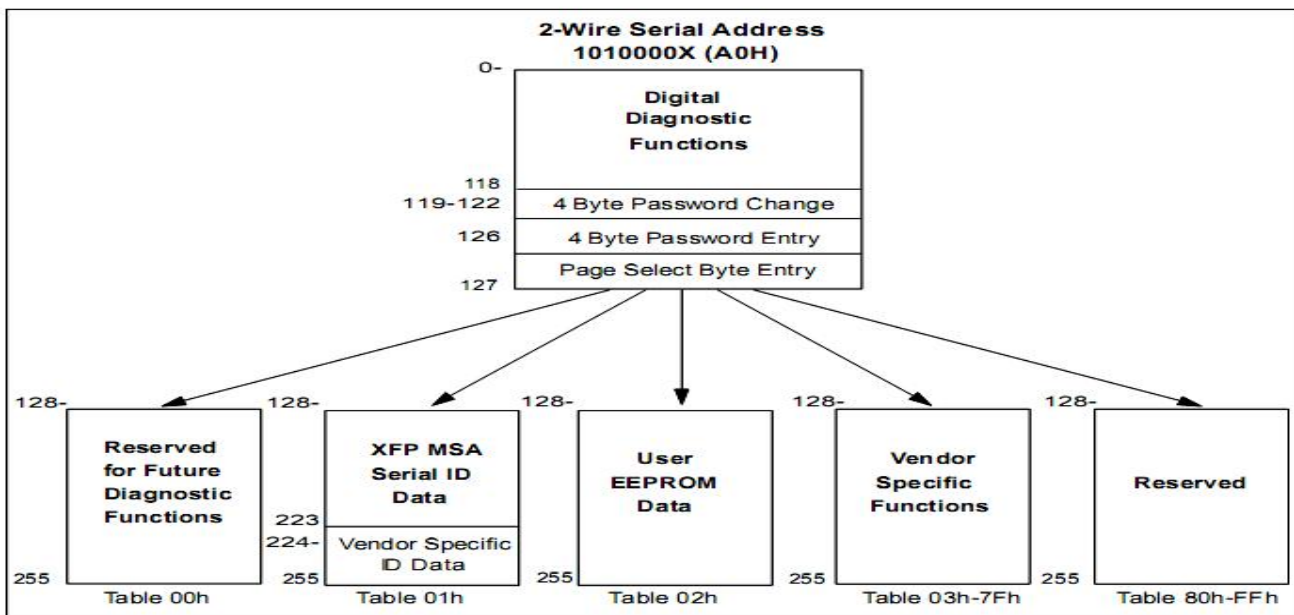 2-Wire Serial Address
1010000X (A0H)
0-
Digital
Diagnostic
Functions
118
119-122
4 Byte Password Change
126
4 Byte Password Entry
Page Select Byte Entry
127
128-
Reserved
for Future
Diagnostic
Functions
255
Table 00h
128-
XFP MSA
Serial ID
Data
223
224-
Vendor Specific
ID Data
255
Table 01h
128-
User
EEPROM
Data
255
Table 02h
128-
Vendor
Specific
Functions
255
Table 03h-7Fh
128-
Reserved
255
Table 80h-FFh